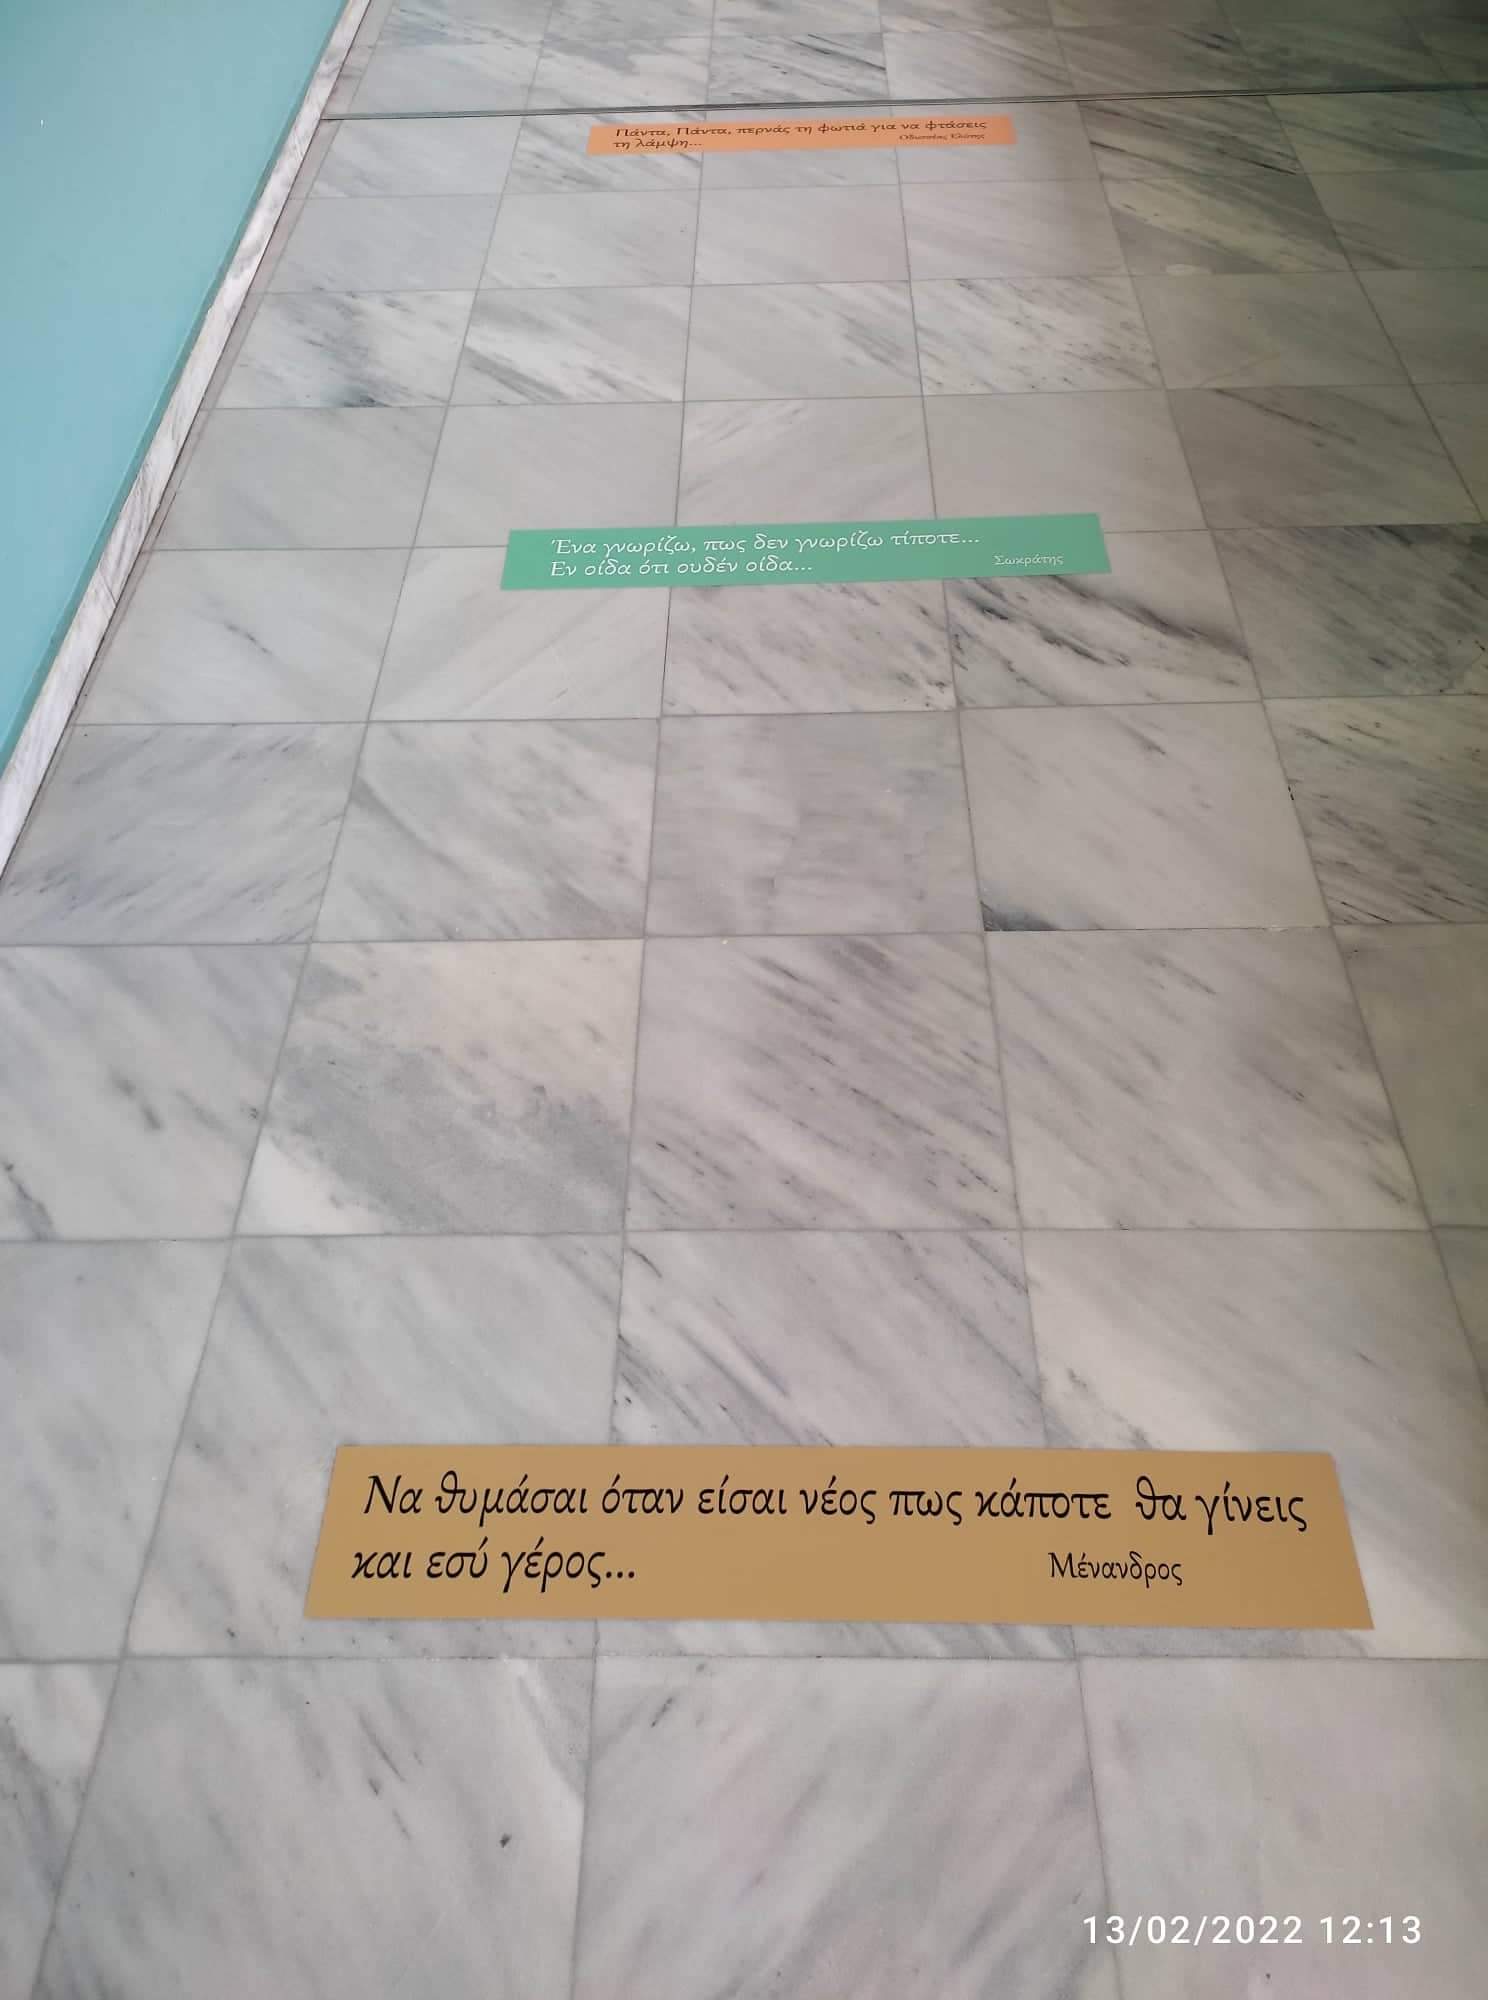 Πάντα, Πάντα, περνάς τη φωτιά για να φτάσεις
τη λάμψη...
Οδυσσέας Ελύτης
Ένα γνωρίζω, πως δεν γνωρίζω τίποτε...
Εν οίδα ότι ουδέν οίδα...
Σωκράτης
Να θυμάσαι όταν είσαι νέος πως κάποτε θα γίνεις
και εσύ γέρος...
Μένανδρος
13/02/2022 12:13